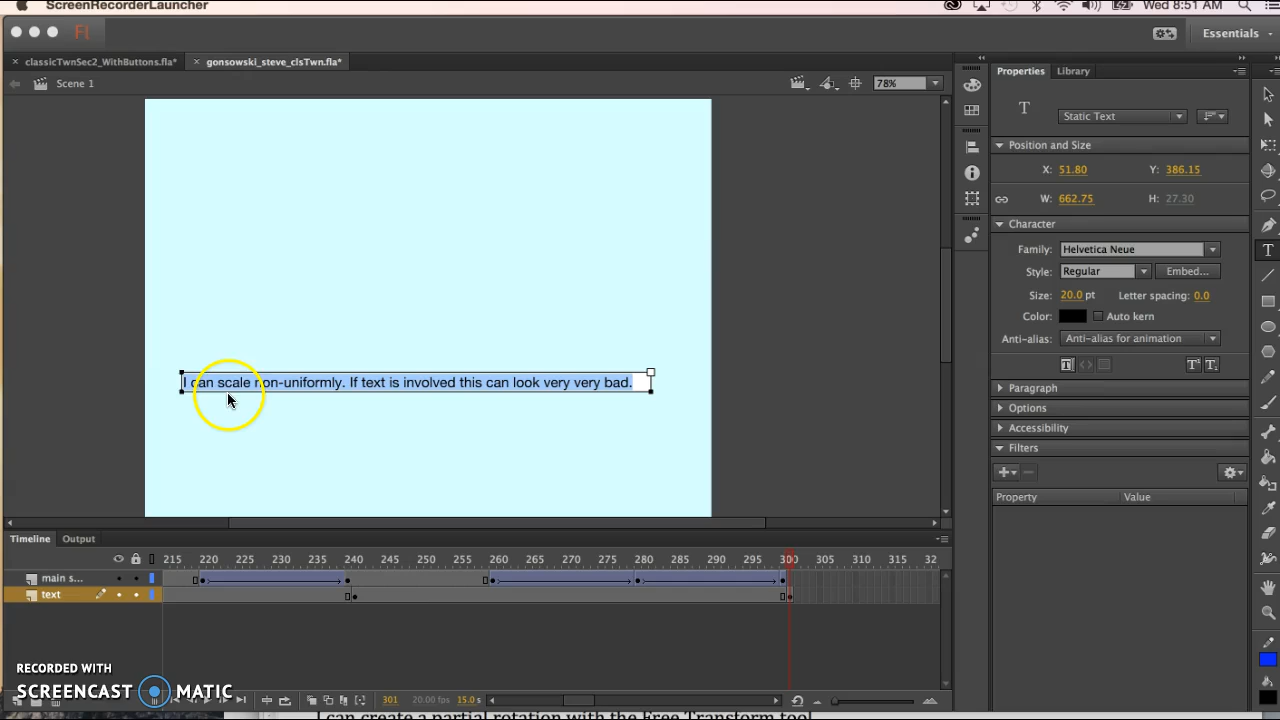 ScreenRecorderLauncher
Wed 8:51 AM
Fl
Essentials
classicTwnSec2_WithButtons.fla*
gonsowski_steve_clsTwn.fla*
Scene 1
78%
Properties
Library
T
Static Text
Position and Size
X: 51.80
Y: 386.15
W: 662.75
H: 27.30
Character
Family: Helvetica Neue
Style: Regular
Embed...
Size: 20.0 pt
Letter spacing: 0.0
Color:
Auto kern
Anti-alias: Anti-alias for animation
Paragraph
Options
Accessibility
Filters
Property
Value
I can scale non-uniformly. If text is involved this can look very very bad.
Timeline
Output
215 220 225 230 235 240 245 250 255 260 265 270 275 280 285 290 295 300 305 310 315 32
main s...
text
RECORDED WITH
SCREENCAST MATIC
301
20.00 fps
15.0 s
can create a partial rotation with the Free Transform tool